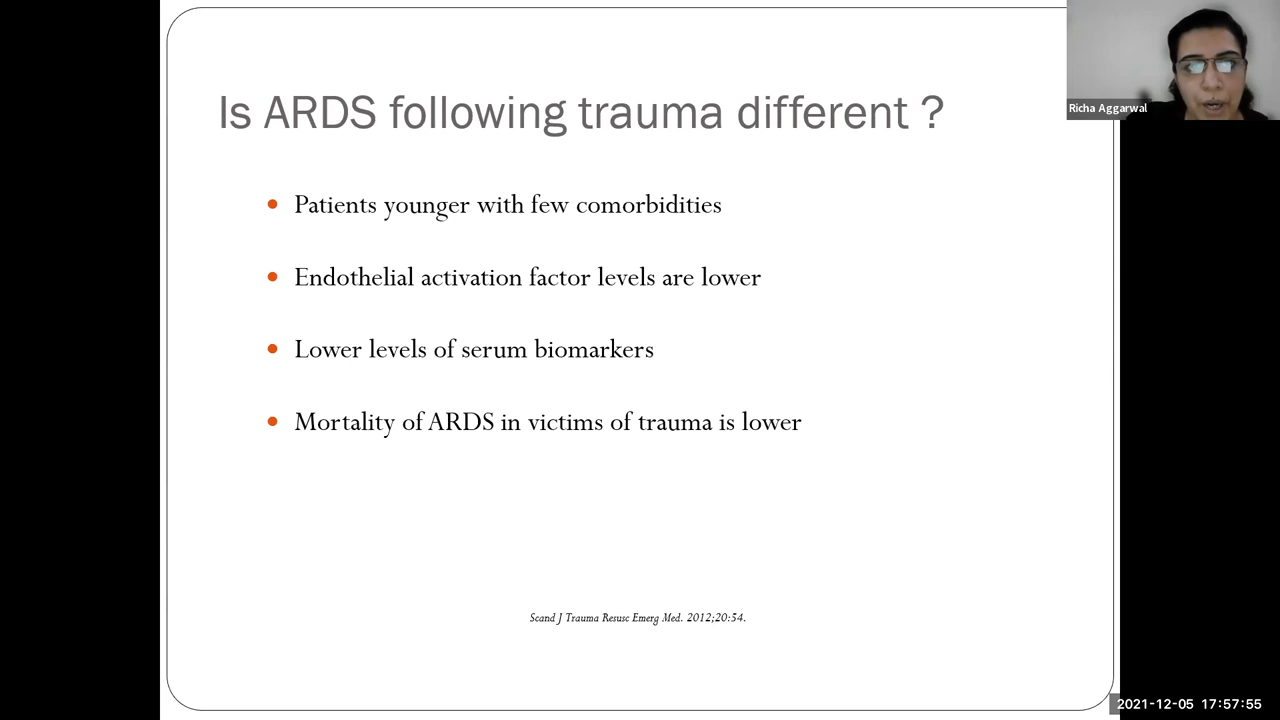 Is ARDS following trauma different ?
Richa Aggarwal
Patients younger with few comorbidities
Endothelial activation factor levels are lower
Lower levels of serum biomarkers
Mortality of ARDS in victims of trauma is lower
Scand J Trauma Resusc Emerg Med. 2012;20:54.
2021-12-05 17:57:55